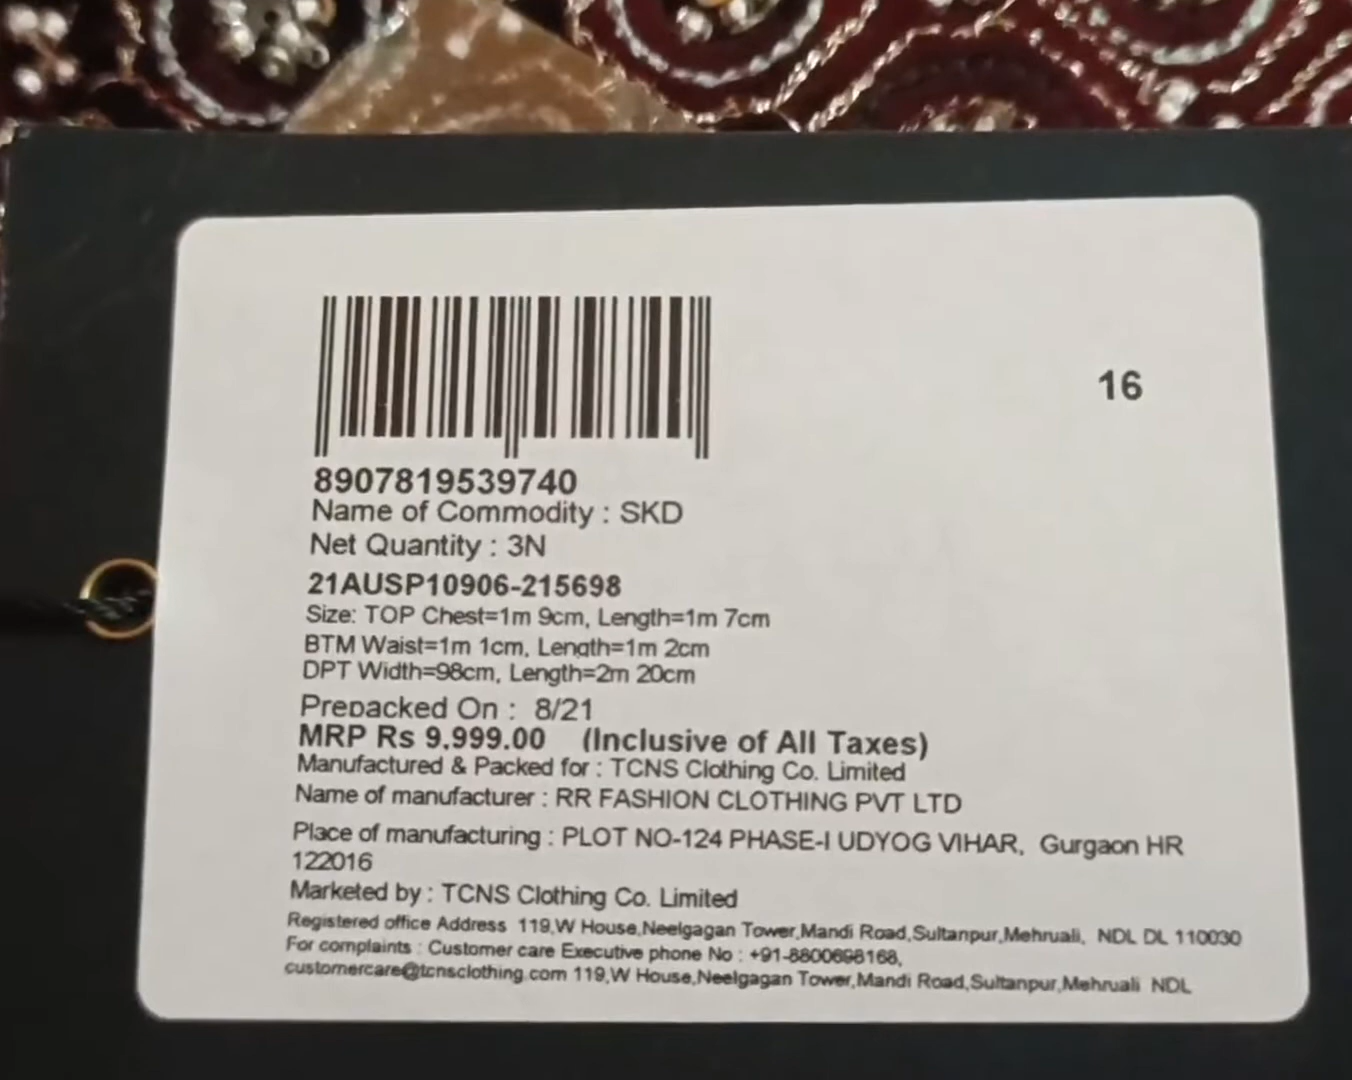 16
8907819539740
Name of Commodity : SKD
Net Quantity : 3N
21AUSP10906-215698
Size: TOP Chest=1m 9cm, Length=1m 7cm
BTM Waist=1m 1cm, Length=1m 2cm
DPT Width=98cm, Length=2m 20cm
Prepacked On : 8/21
MRP Rs 9,999.00 (Inclusive of All Taxes)
Manufactured & Packed for : TCNS Clothing Co. Limited
Name of manufacturer : RR FASHION CLOTHING PVT LTD
Place of manufacturing : PLOT NO-124 PHASE-I UDYOG VIHAR, Gurgaon HR
122016
Marketed by : TCNS Clothing Co. Limited
Registered office Address 119,W House,Neelgagan Tower,Mandi Road,Sultanpur,Mehruali, NDL DL 110030
For complaints : Customer care Executive phone No : +91-8800698168,
customercare@tcnsclothing.com 119,W House,Neelgagan Tower,Mandi Road,Sultanpur,Mehruali NDL